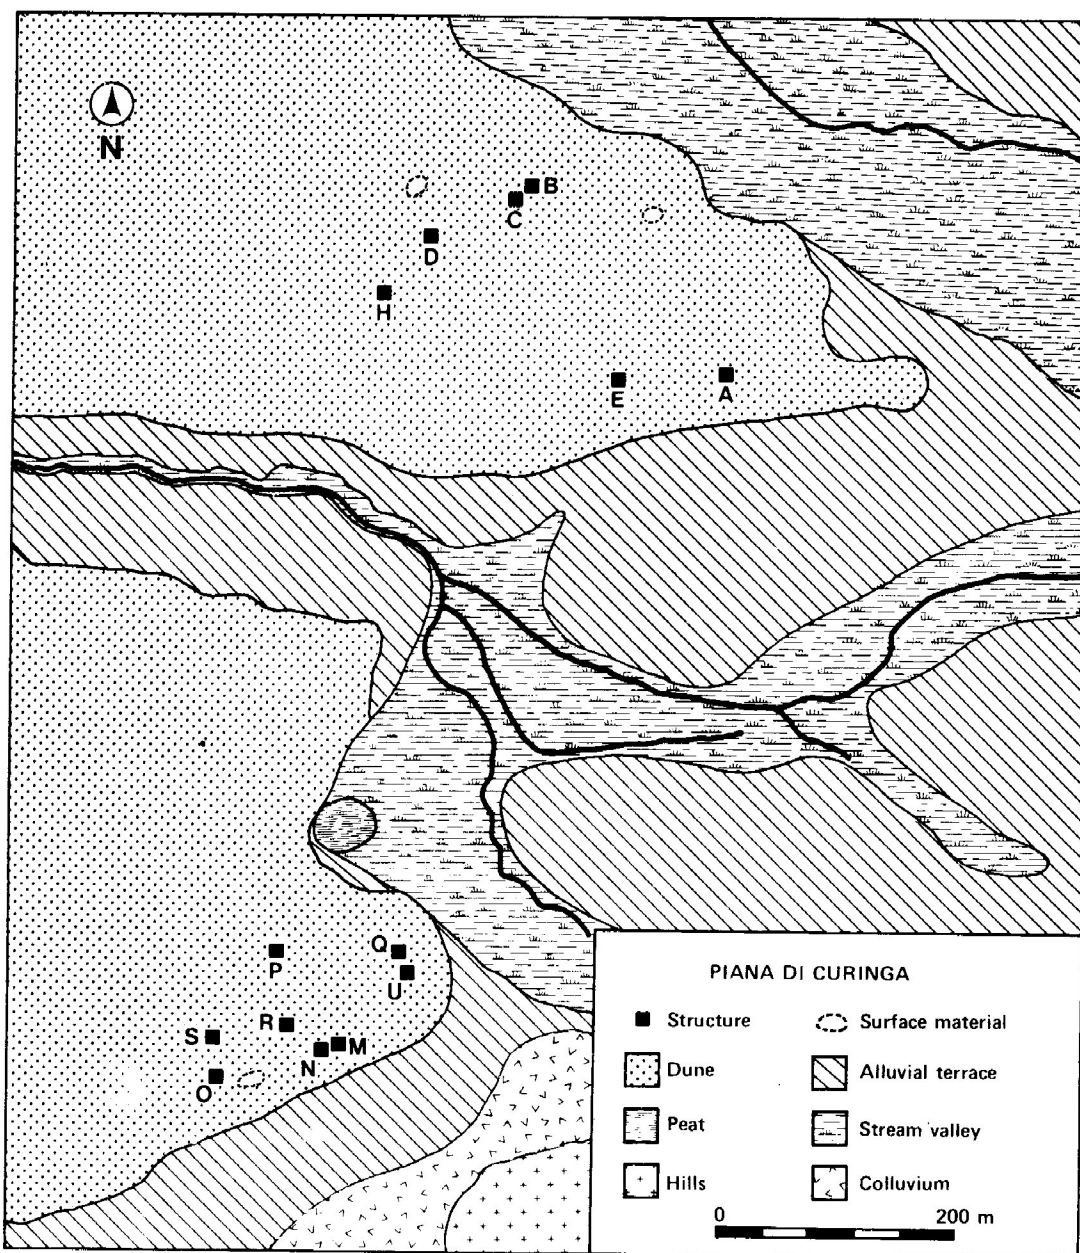 N
B
C
D
H
E
A
P
Q
U
S
R
N
M
O
PIANA DI CURINGA
Structure
Surface material
Dune
Alluvial terrace
Peat
Stream valley
Hills
Colluvium
0 200 m